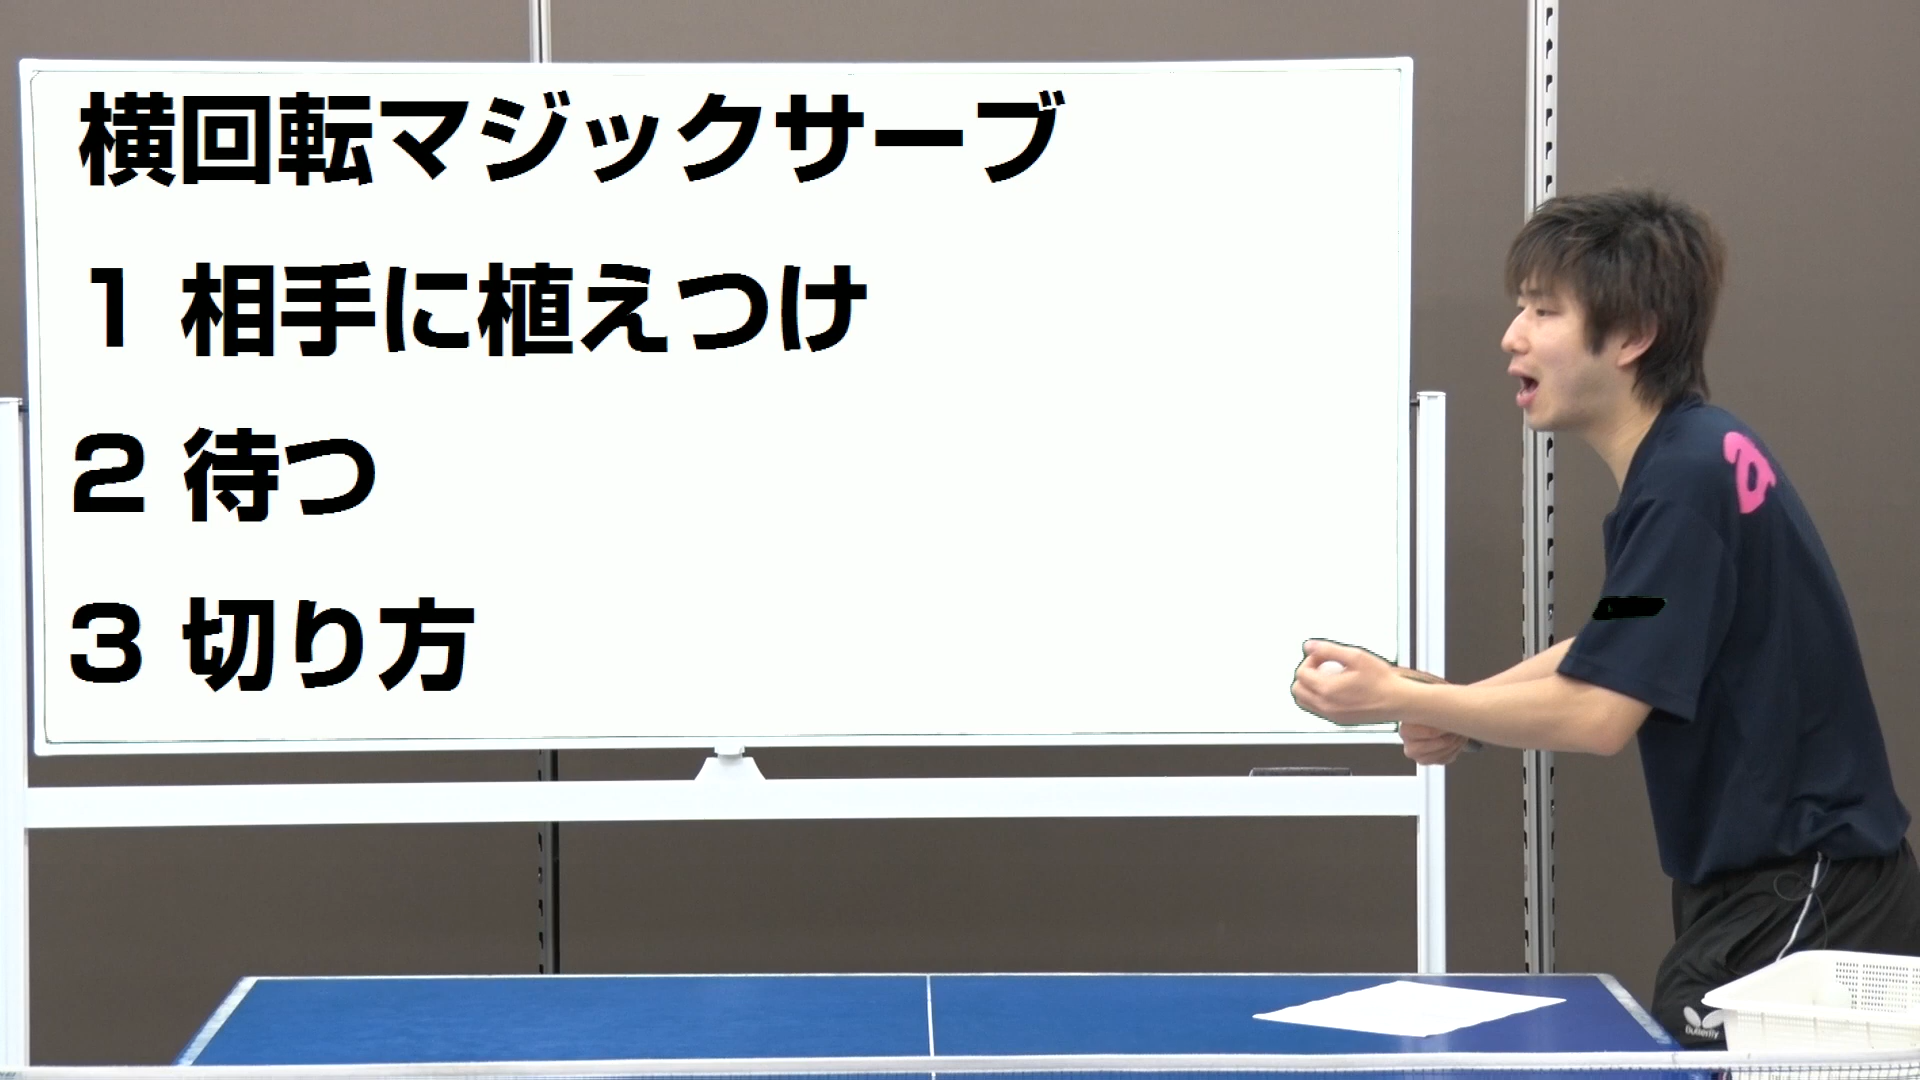 横回転マジックサーブ
1 相手に植えつけ
2 待つ
3 切り方
a
Butterfly